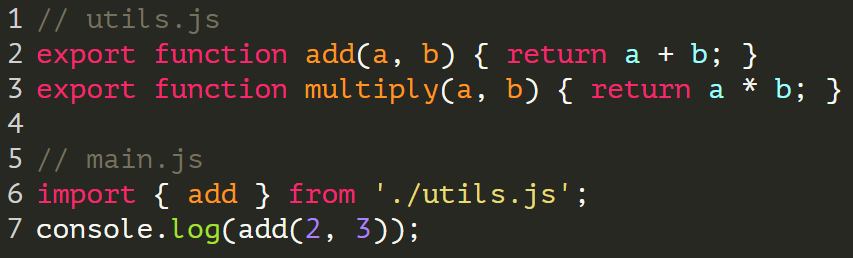 1 // utils.js
2 export function add(a, b) { return a + b; }
3 export function multiply(a, b) { return a * b; }
4
5 // main.js
6 import { add } from './utils.js';
7 console.log(add(2, 3));